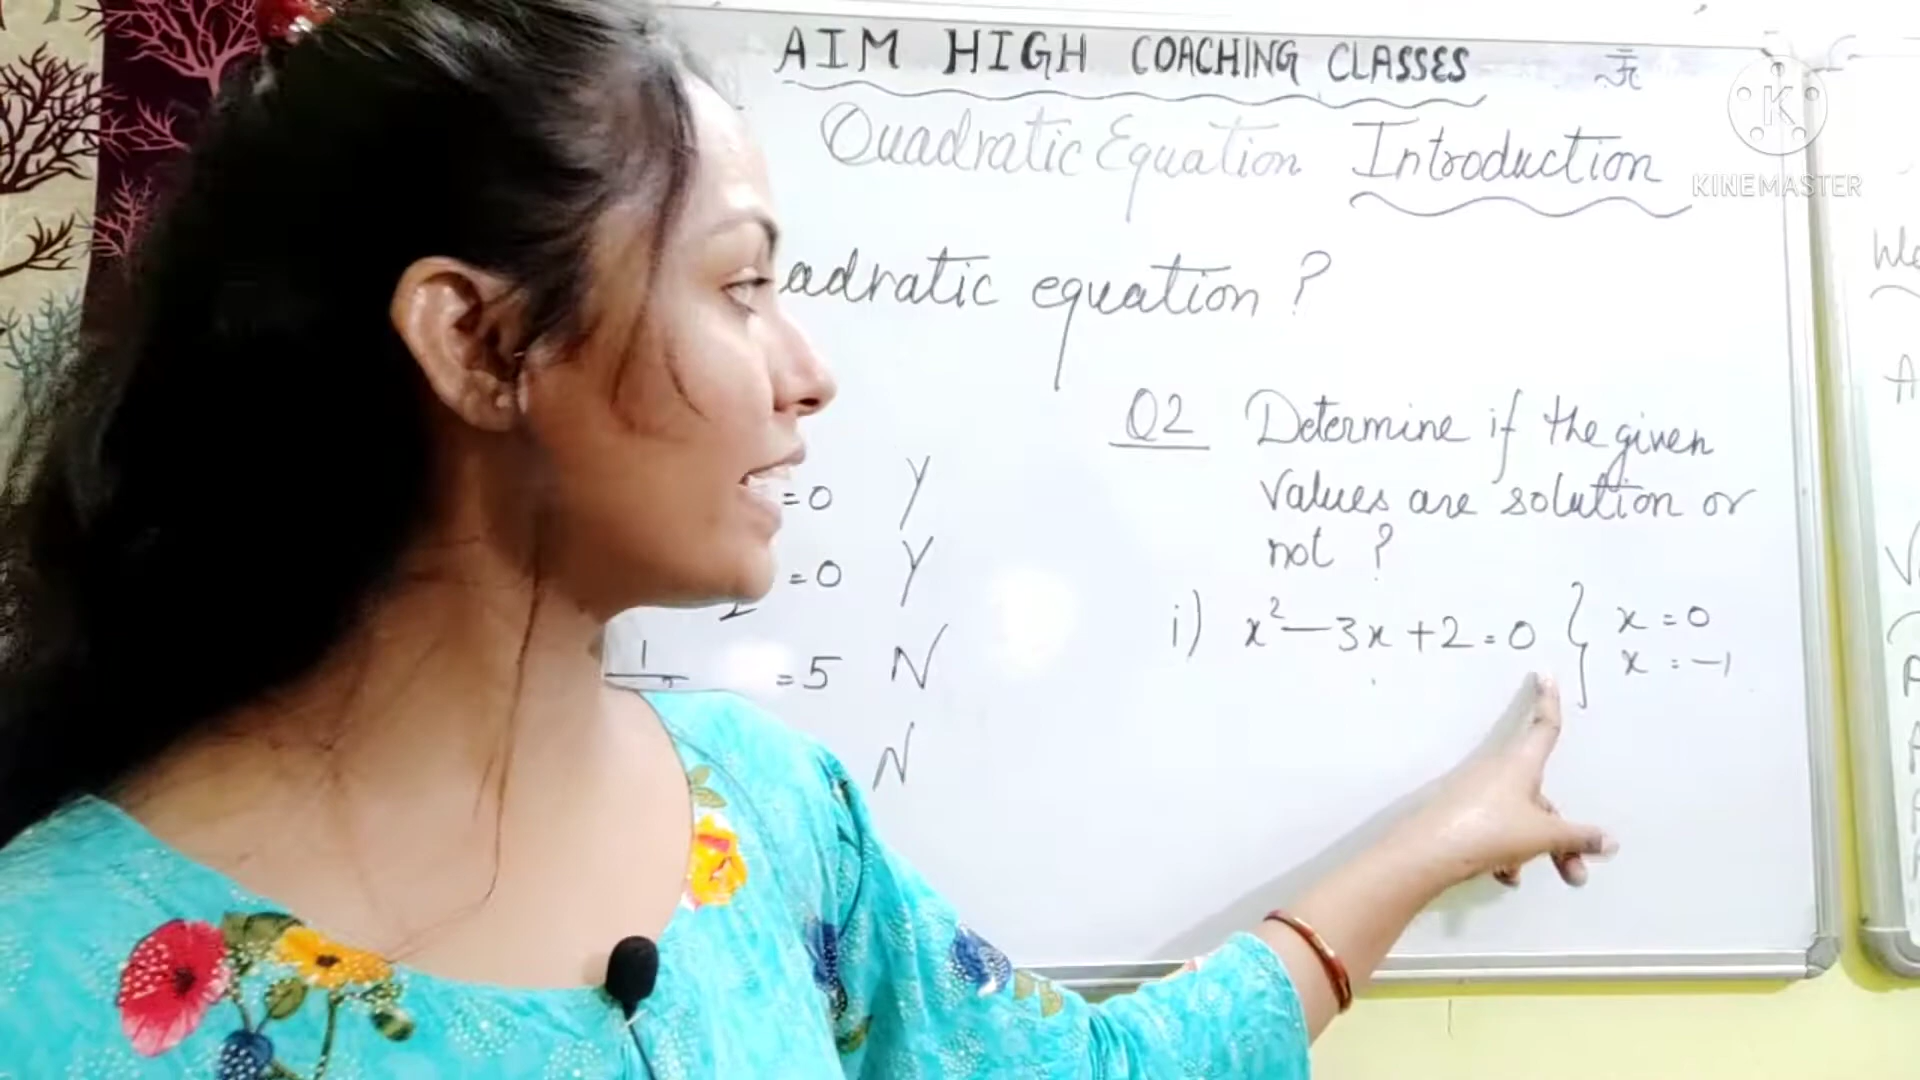 AIM HIGH COACHING CLASSES
Quadratic Equation Introduction
KINEMASTER
adratic equation ?
Q2 Determine if the given
values are solution or
not ?
=0 Y
=0 Y
1 =5 N
N
i) x² - 3x + 2 = 0 } x = 0
x = -1